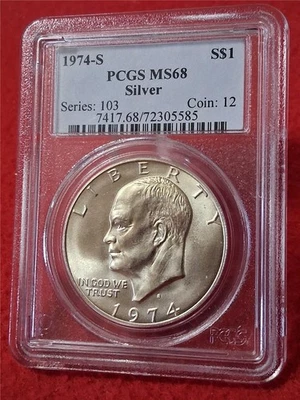 1974-S S$1
PCGS MS68
Silver
Series: 103 Coin: 12
7417.68/72305585
LIBERTY
IN GOD WE
TRUST
S
1974
PCGS